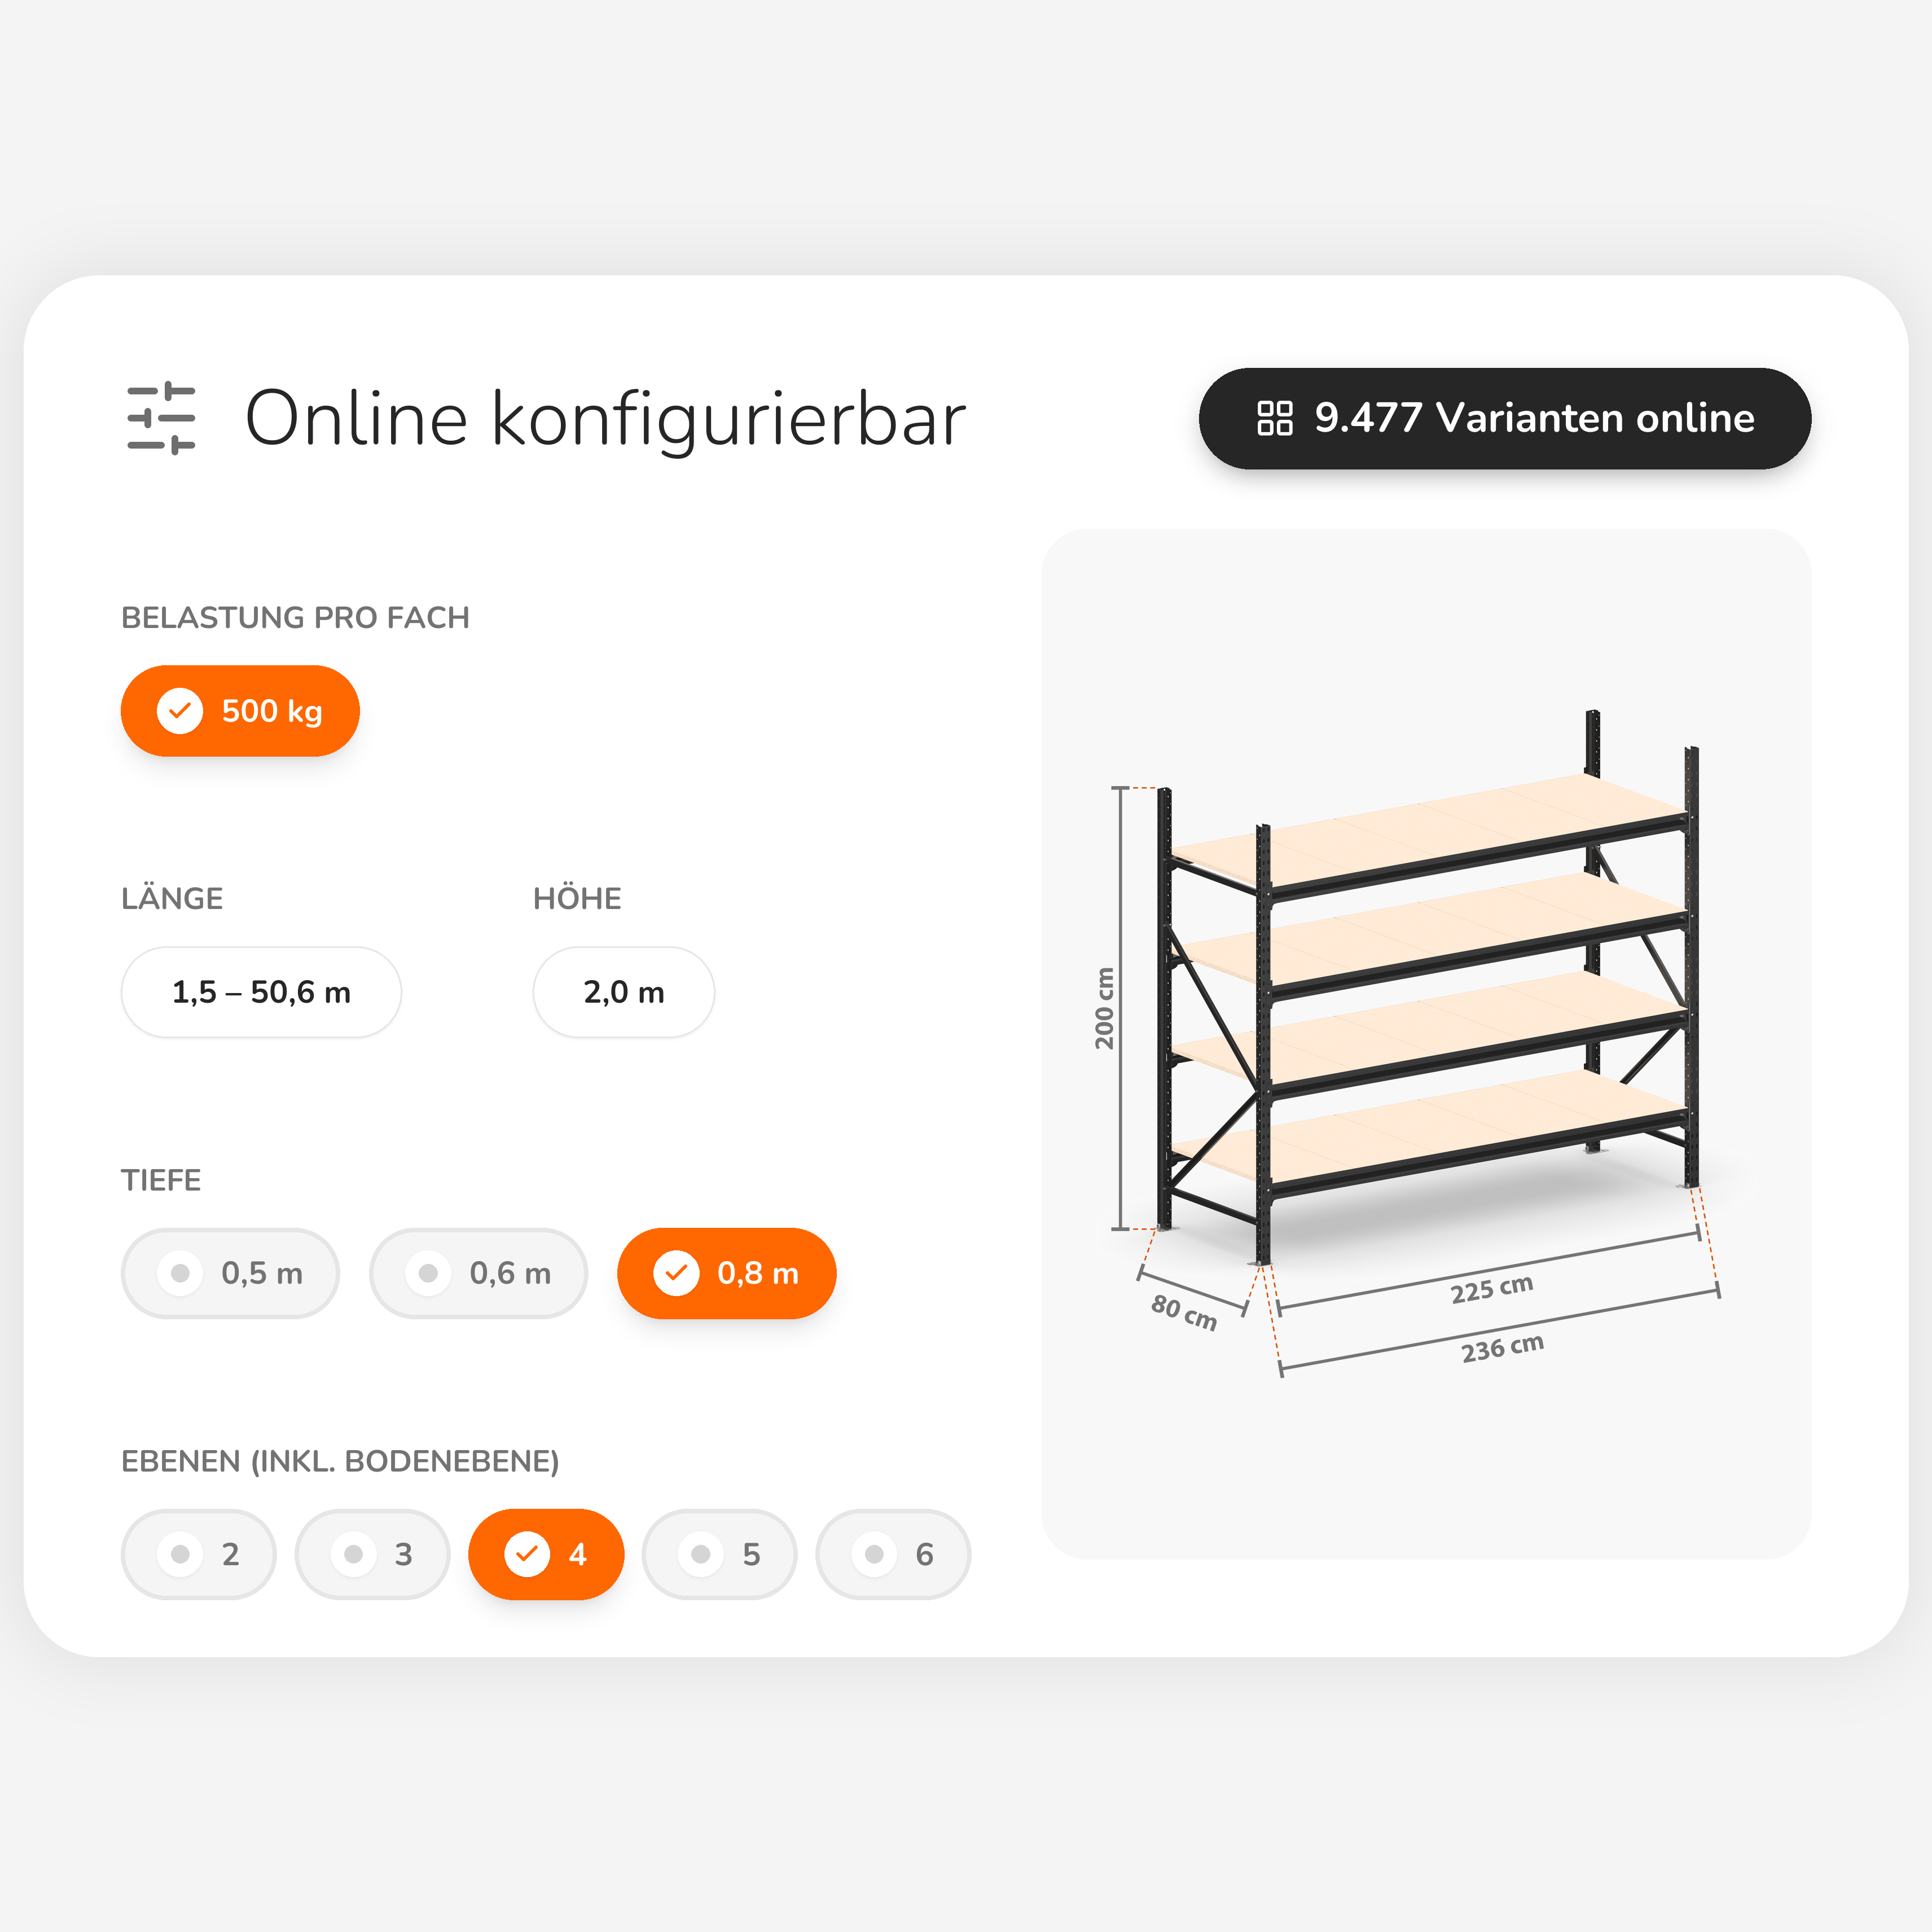 Online konfigurierbar
9.477 Varianten online
BELASTUNG PRO FACH
500 kg
LÄNGE
HÖHE
1,5 – 50,6 m
2,0 m
TIEFE
0,5 m
0,6 m
0,8 m
EBENEN (INKL. BODENEBENE)
2
3
4
5
6
200 cm
80 cm
225 cm
236 cm